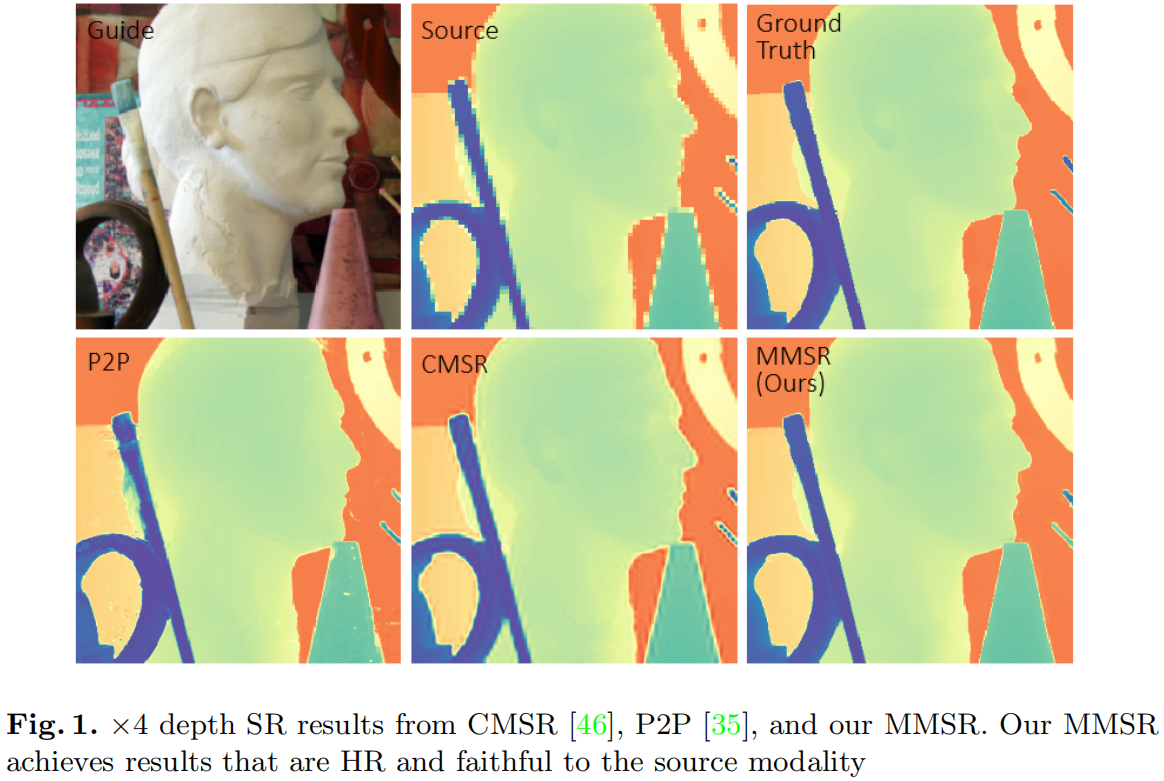 Guide
Source
Ground
Truth
P2P
CMSR
MMSR
(Ours)
Fig. 1. ×4 depth SR results from CMSR [46], P2P [35], and our MMSR. Our MMSR
achieves results that are HR and faithful to the source modality